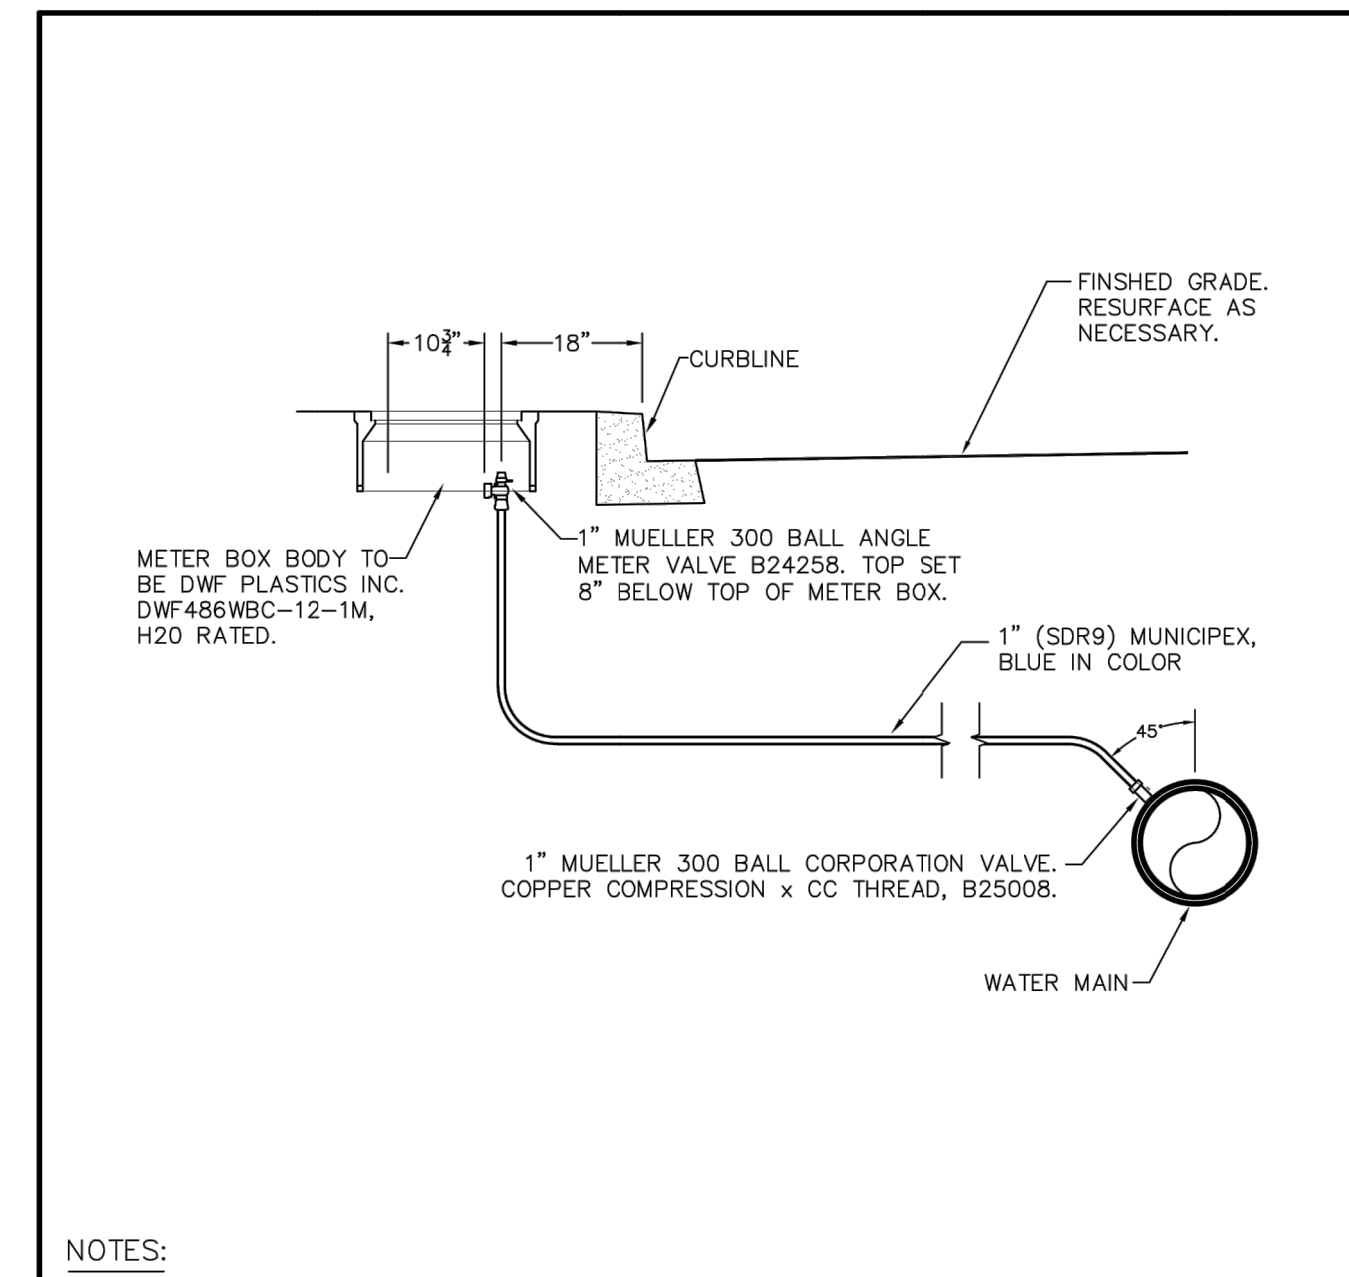 FINSHED GRADE.
RESURFACE AS
NECESSARY.
10¾"
18"
CURBLINE
1" MUELLER 300 BALL ANGLE
METER VALVE B24258. TOP SET
8" BELOW TOP OF METER BOX.
METER BOX BODY TO
BE DWF PLASTICS INC.
DWF486WBC-12-1M,
H20 RATED.
1" (SDR9) MUNICIPEX,
BLUE IN COLOR
45°
1" MUELLER 300 BALL CORPORATION VALVE.
COPPER COMPRESSION x CC THREAD, B25008.
WATER MAIN
NOTES: